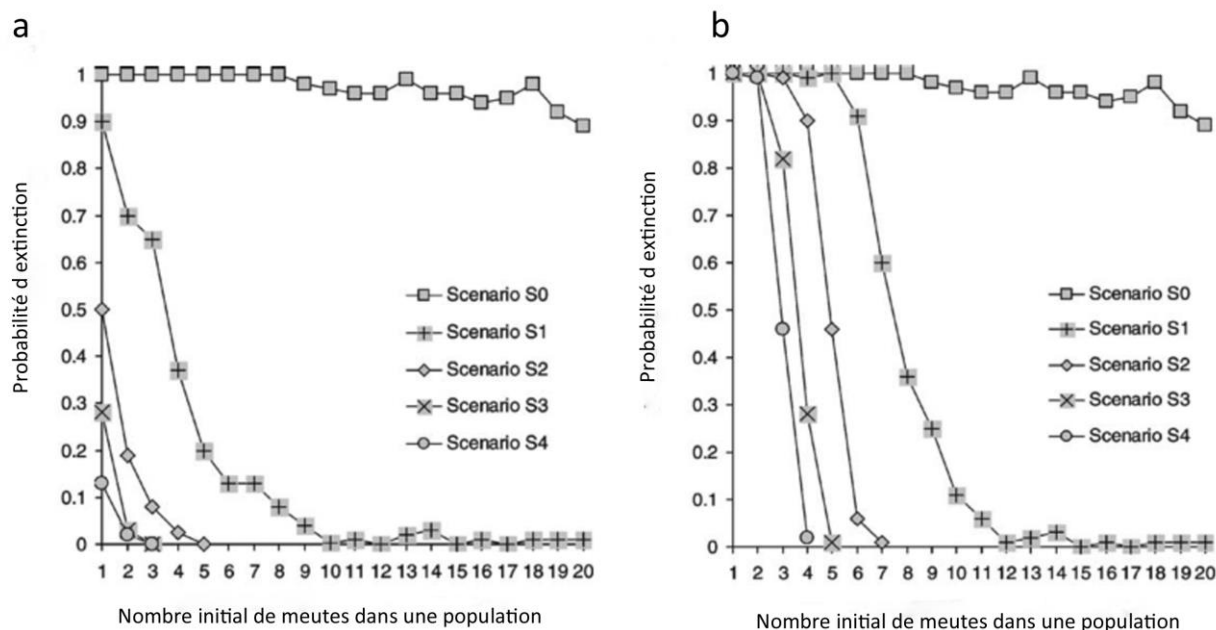 a
1
0.9
0.8
0.7
0.6
0.5
0.4
0.3
0.2
0.1
0
Probabilité d extinction
Scenario S0
Scenario S1
Scenario S2
Scenario S3
Scenario S4
1 2 3 4 5 6 7 8 9 10 11 12 13 14 15 16 17 18 19 20
Nombre initial de meutes dans une population
b
1
0.9
0.8
0.7
0.6
0.5
0.4
0.3
0.2
0.1
0
Probabilité d extinction
Scenario S0
Scenario S1
Scenario S2
Scenario S3
Scenario S4
1 2 3 4 5 6 7 8 9 10 11 12 13 14 15 16 17 18 19 20
Nombre initial de meutes dans une population